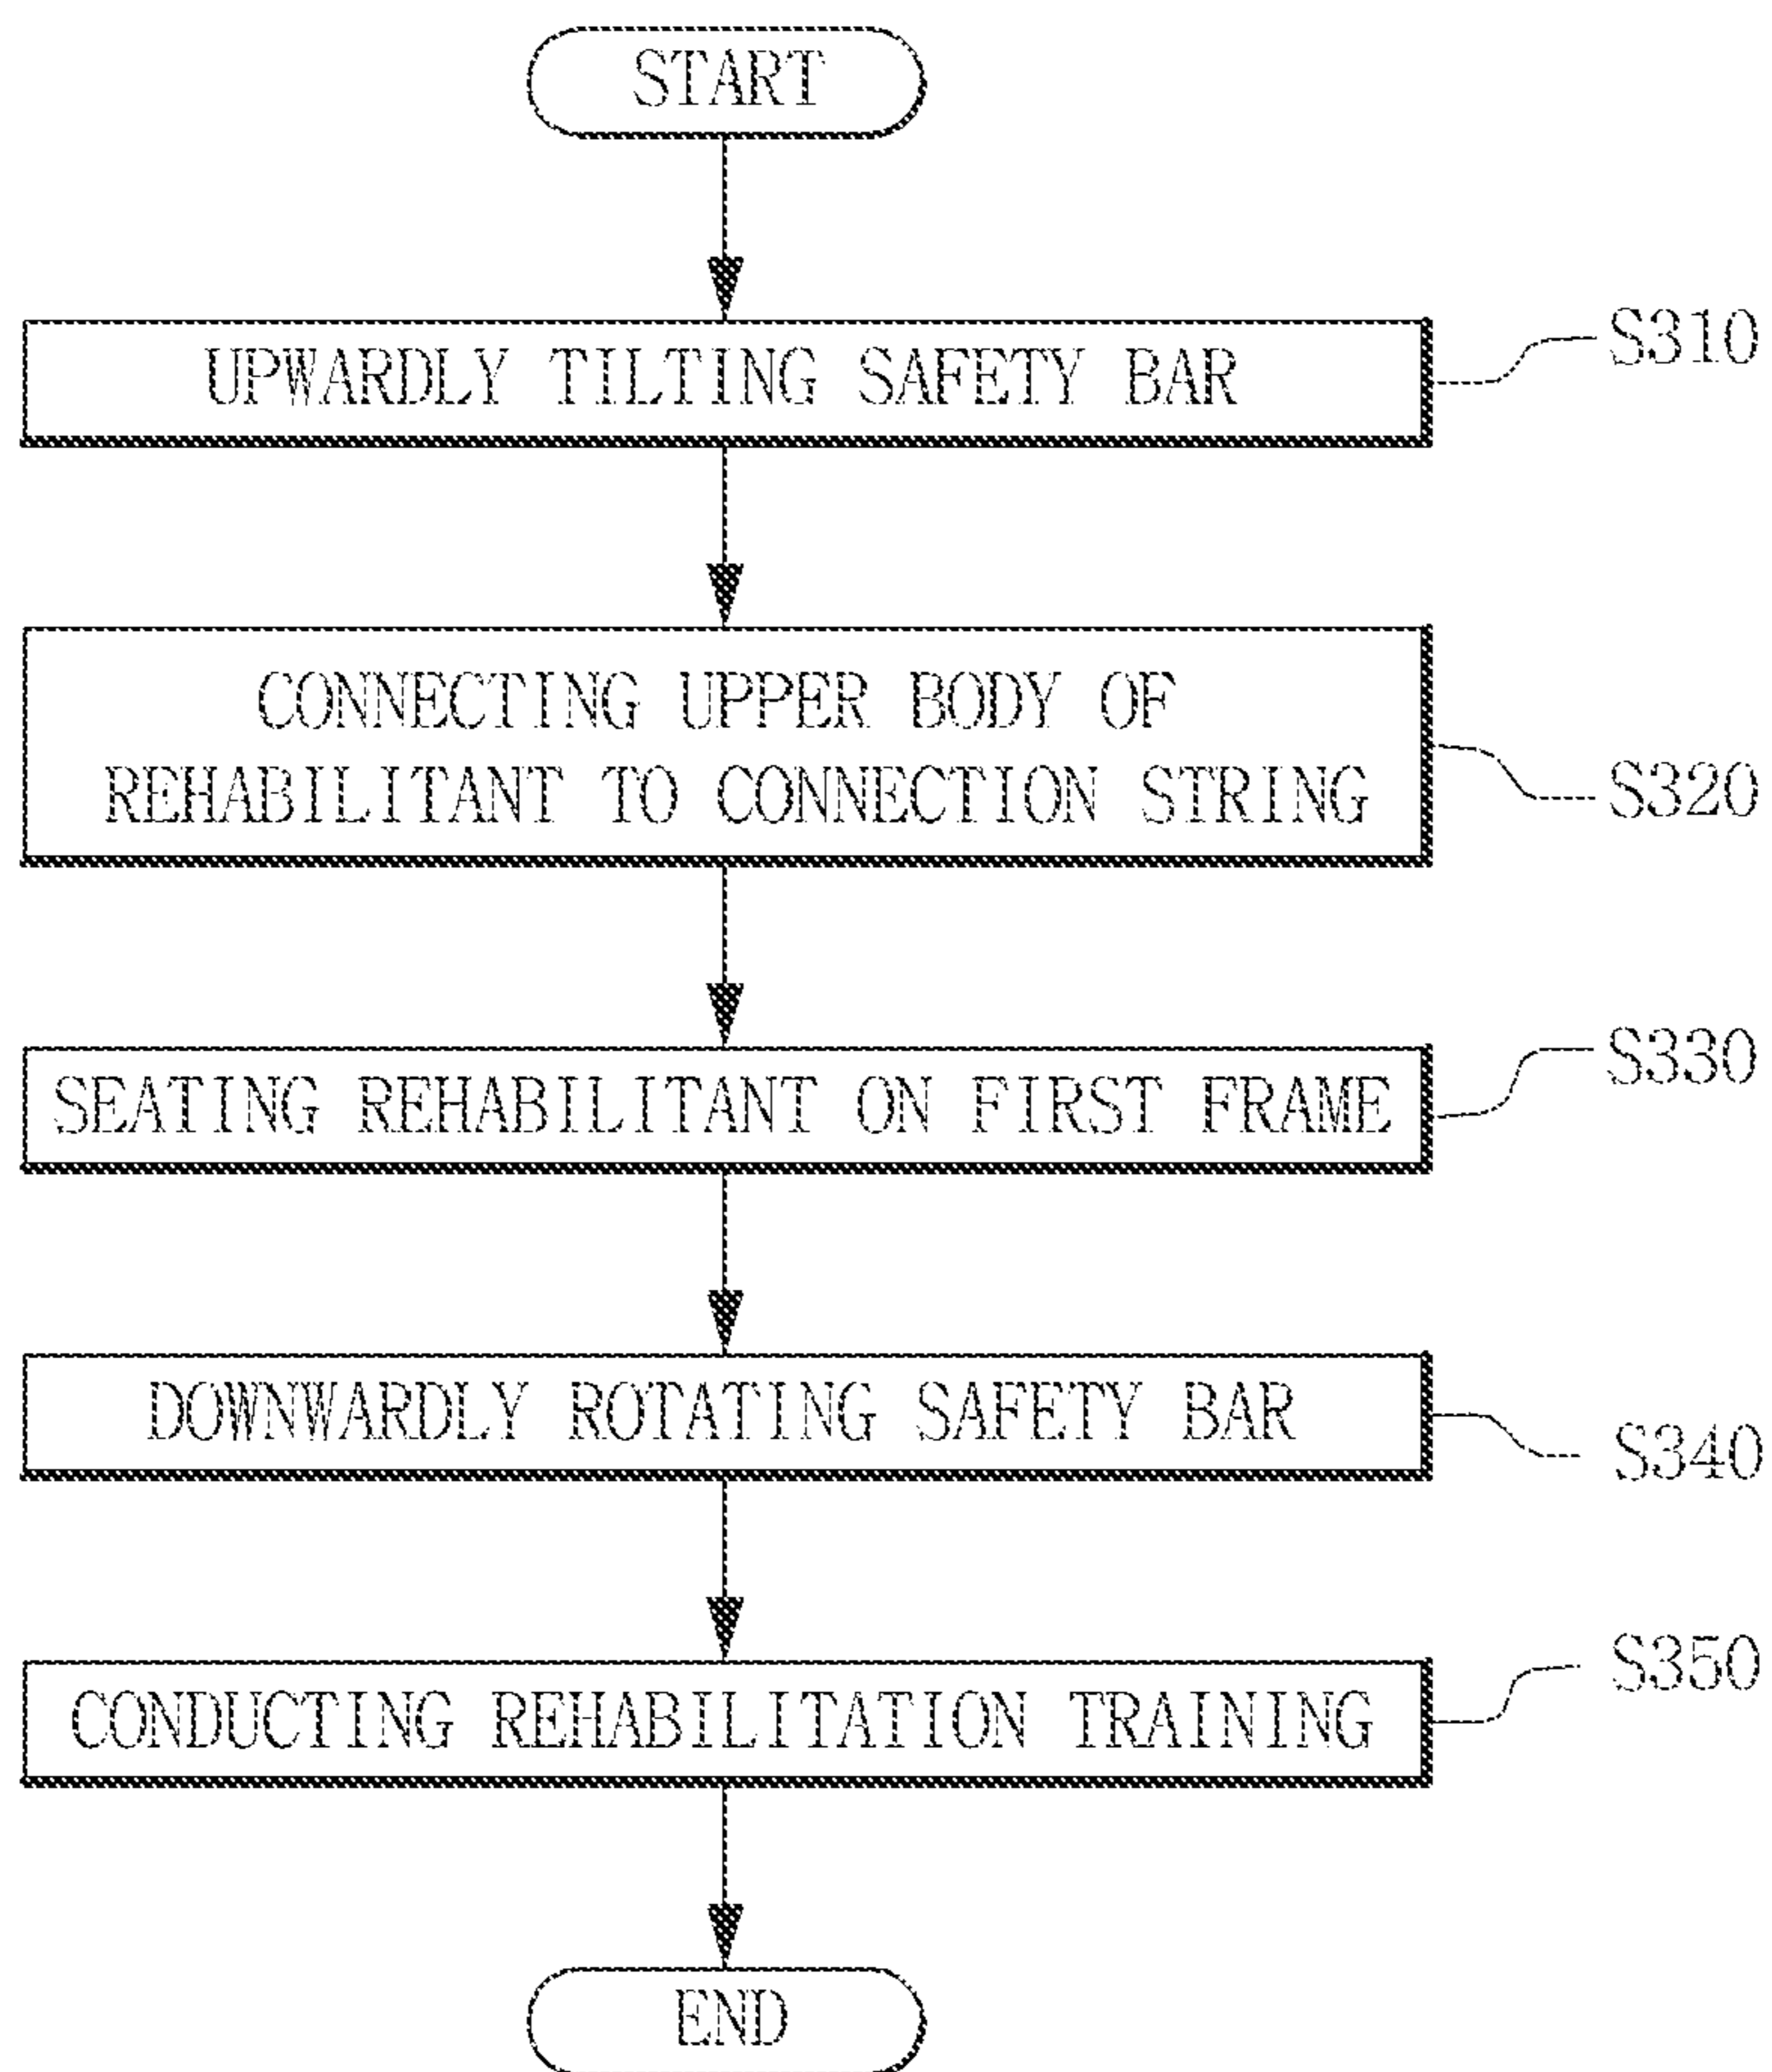 START
UPWARDLY TILTING SAFETY BAR
S310
CONNECTING UPPER BODY OF
REHABILITANT TO CONNECTION STRING
S320
SEATING REHABILITANT ON FIRST FRAME
S330
DOWNWARDLY ROTATING SAFETY BAR
S340
CONDUCTING REHABILITATION TRAINING
S350
END